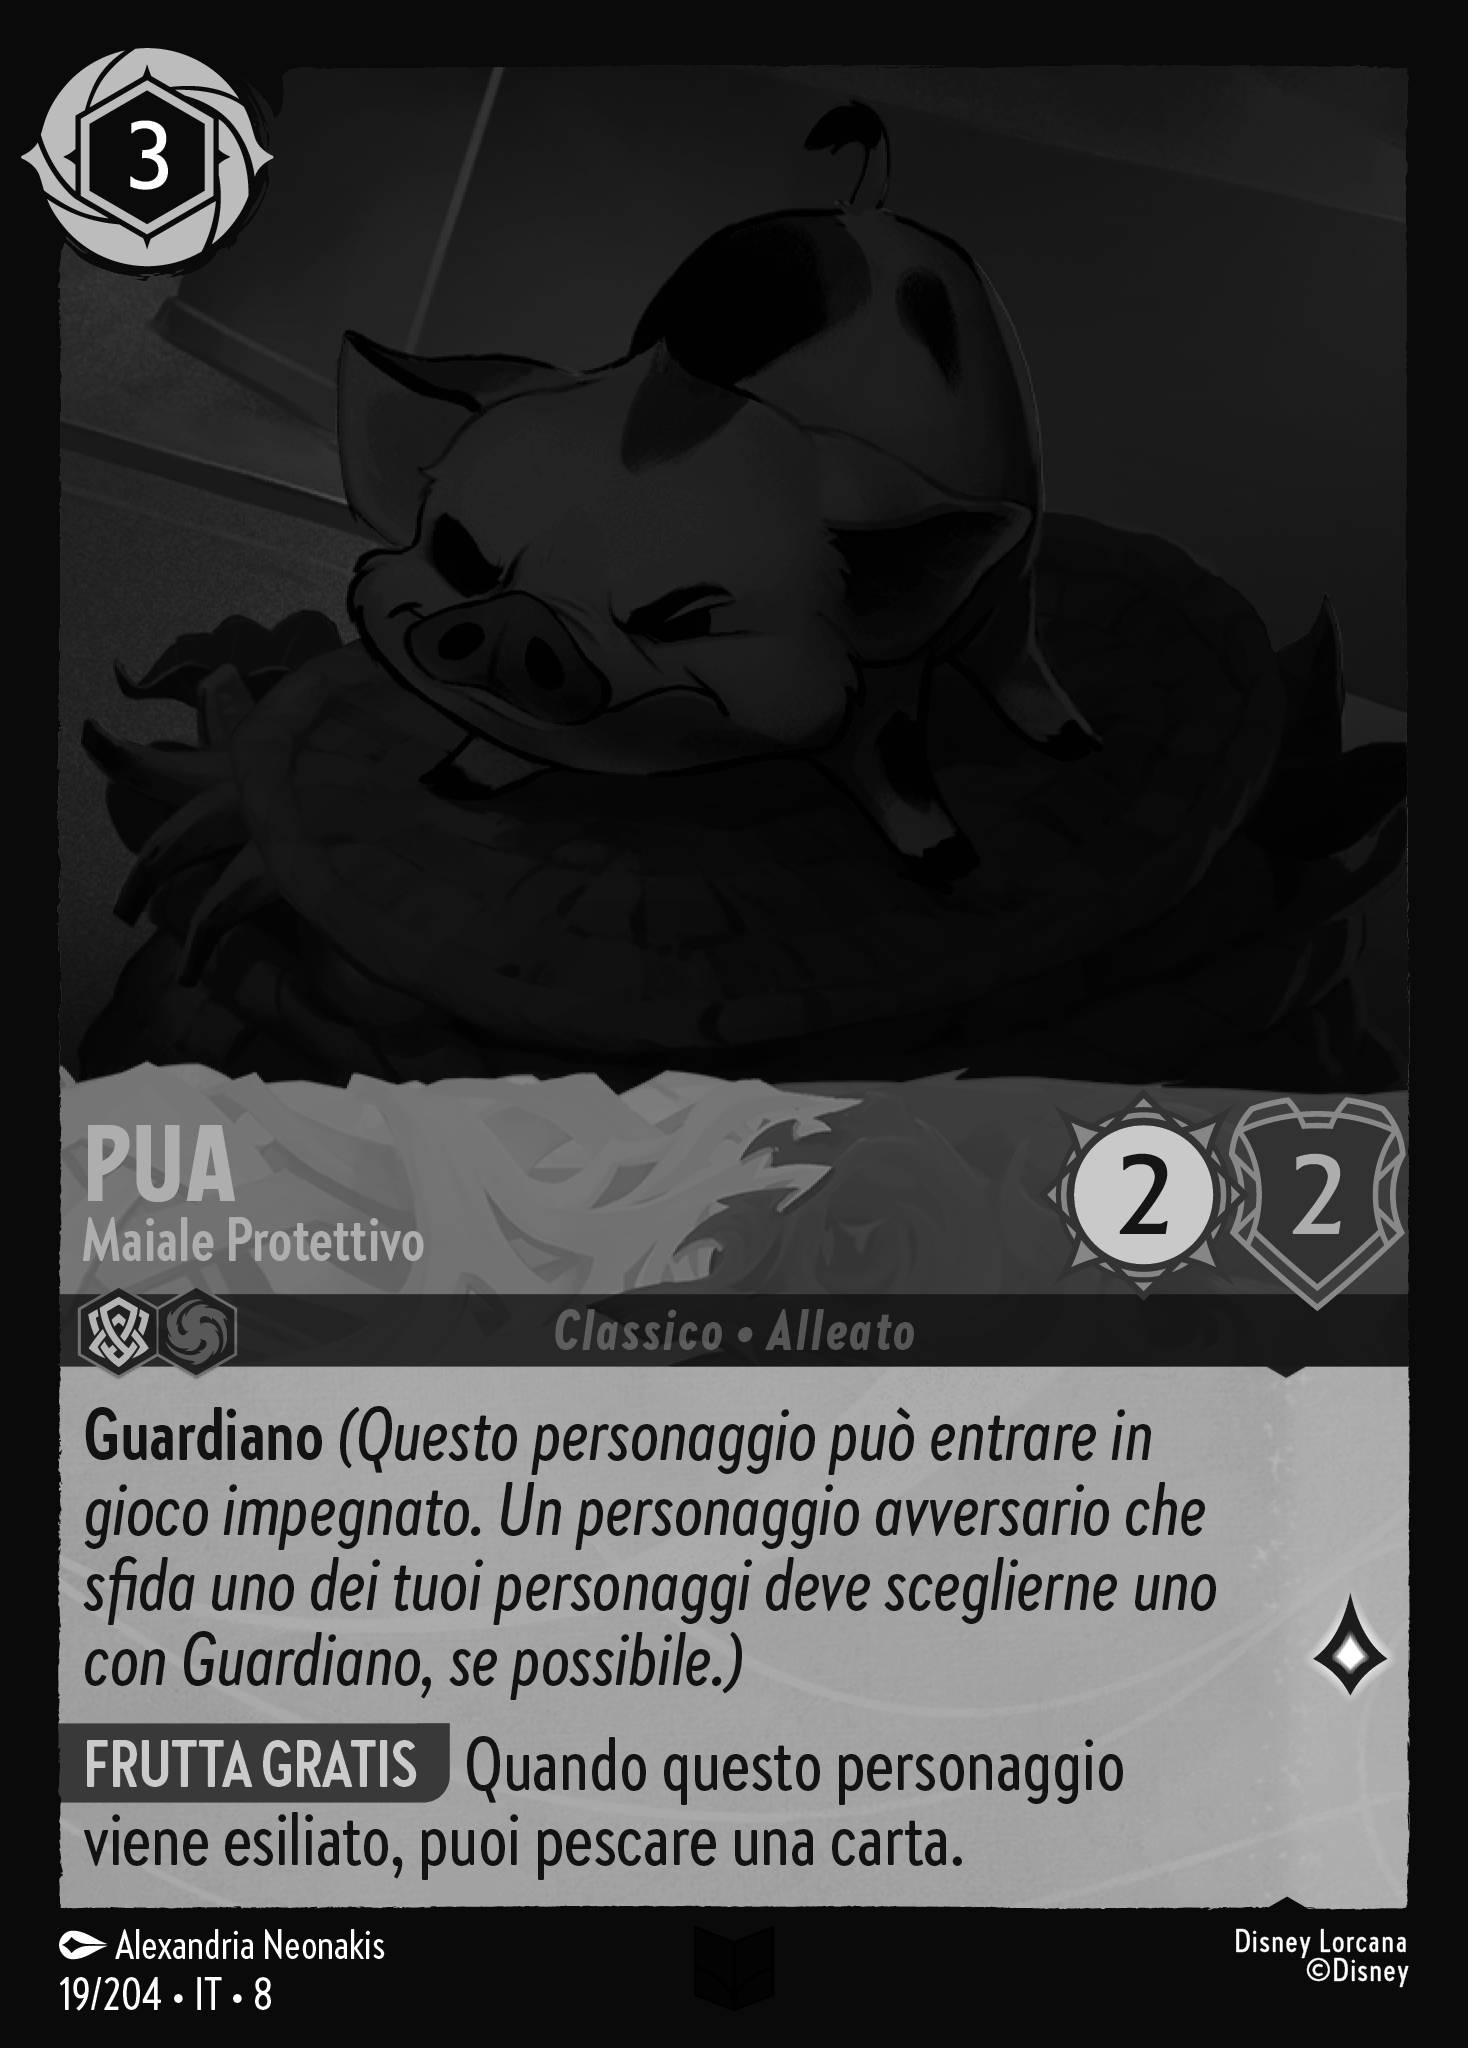 3
PUA
Maiale Protettivo
2 2
Classico • Alleato
Guardiano (Questo personaggio può entrare in
gioco impegnato. Un personaggio avversario che
sfida uno dei tuoi personaggi deve sceglierne uno
con Guardiano, se possibile.)
FRUTTA GRATIS Quando questo personaggio
viene esiliato, puoi pescare una carta.
Alexandria Neonakis
19/204 • IT • 8
Disney Lorcana
©Disney